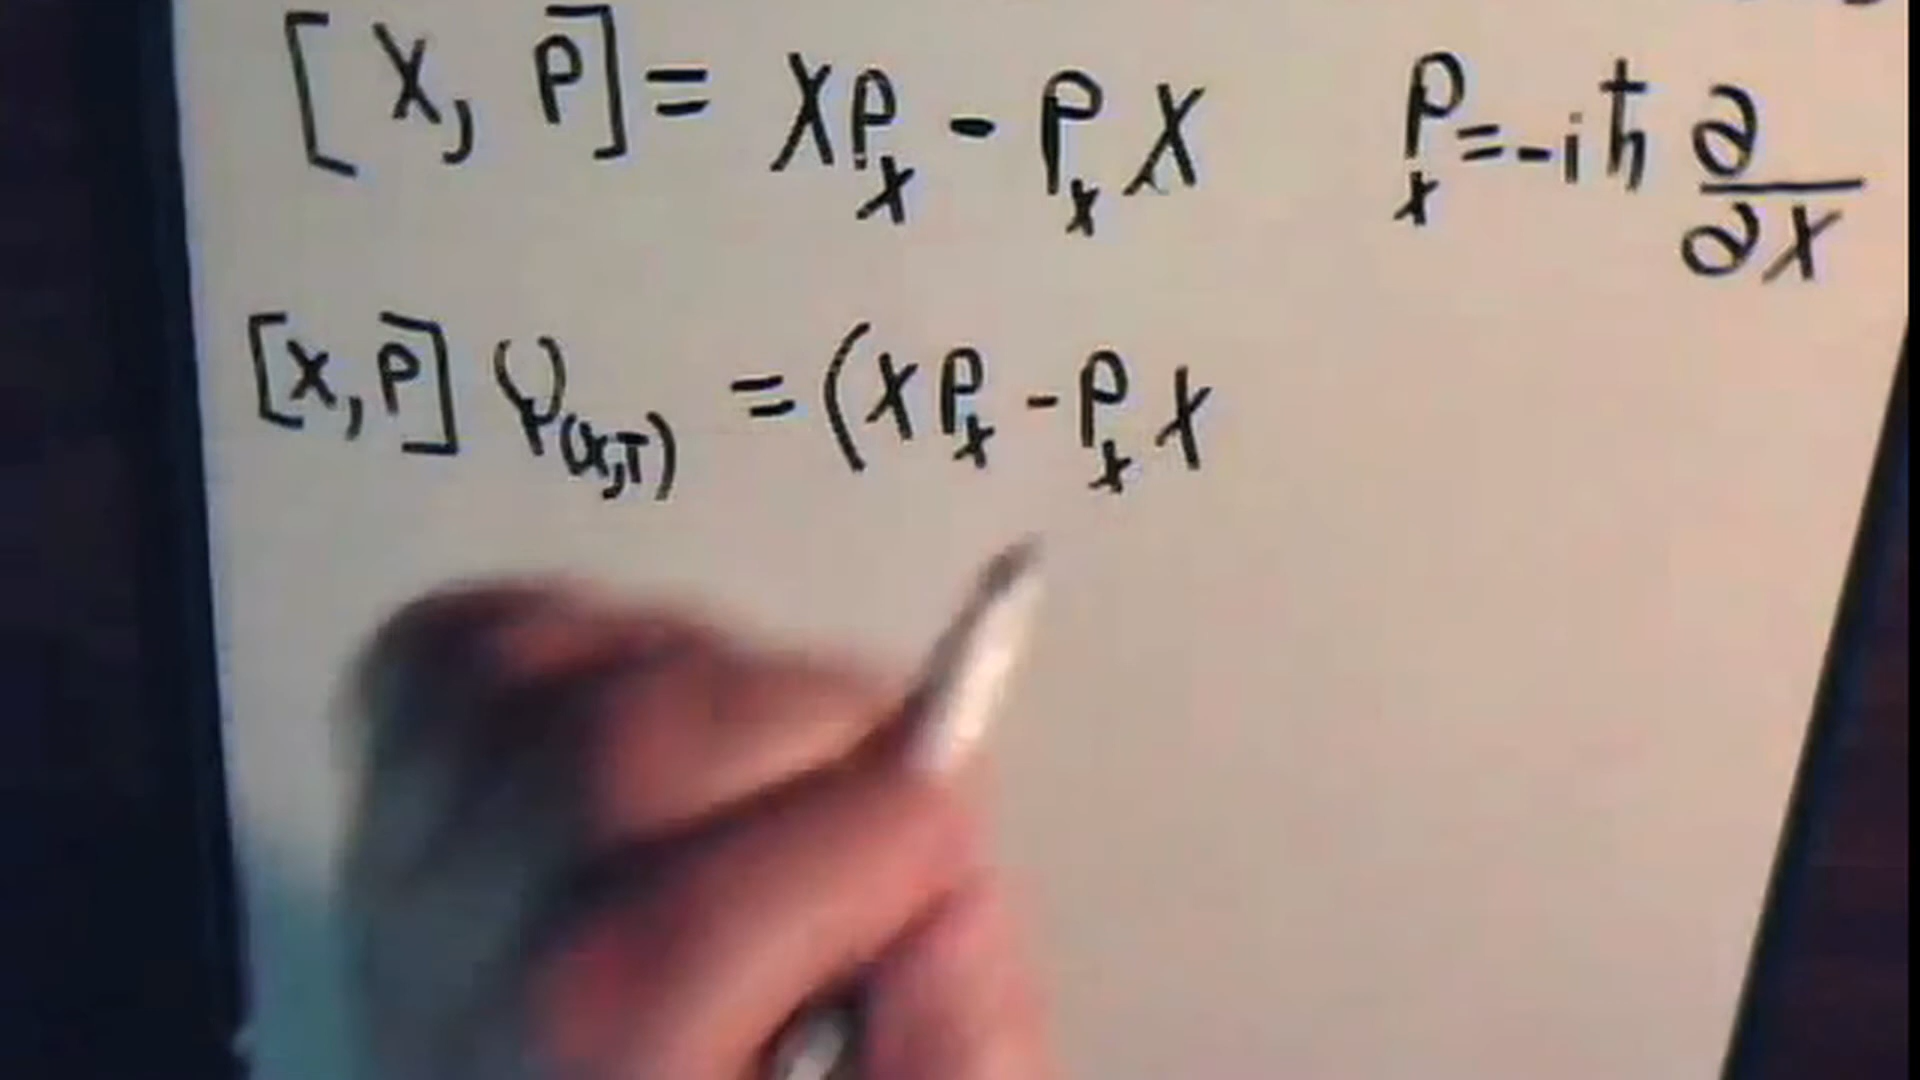 [X, P] = XPₓ - PₓX Pₓ = -iħ ∂/∂X
[X, P] Ψ(X,T) = (XPₓ - PₓX